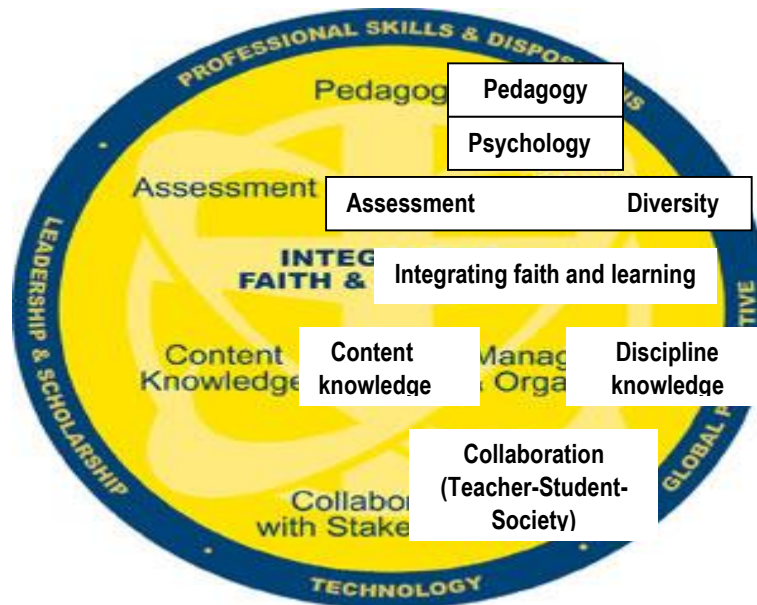 PROFESSIONAL SKILLS & DISPOS
Pedagog
Pedagogy
Psychology
Assessment
Assessment Diversity
INTEG
FAITH &
Integrating faith and learning
Content
Knowledge
Content
knowledge
Manag
& Orga
Discipline
knowledge
Collaboration
(Teacher-Student-
Society)
Collabor
with Stake
LEADERSHIP & SCHOLARSHIP
GLOBAL
TECHNOLOGY